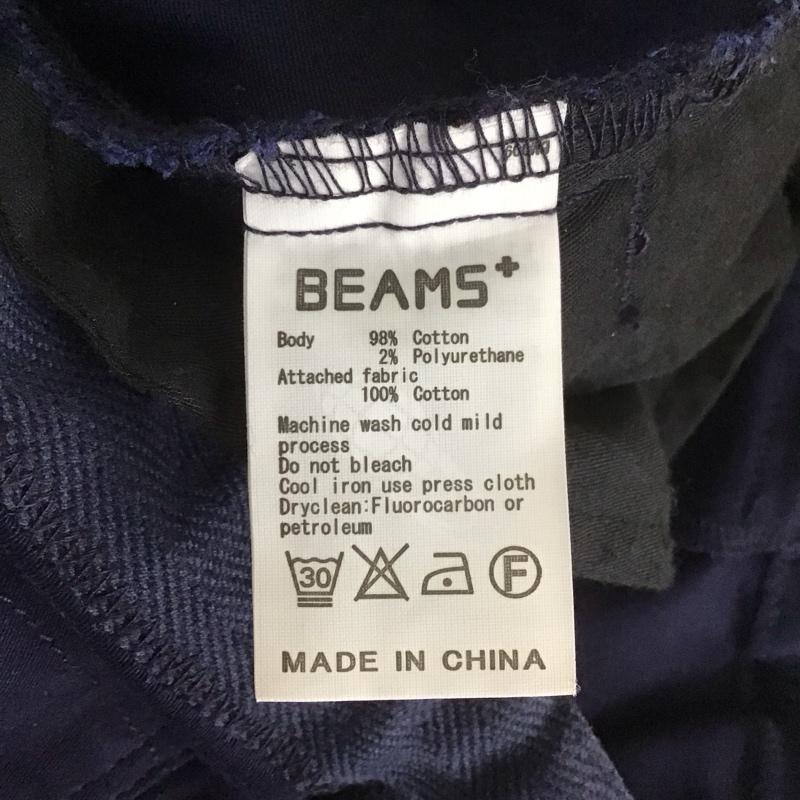 BEAMS+
Body 98% Cotton
2% Polyurethane
Attached fabric
100% Cotton
Machine wash cold mild
process
Do not bleach
Cool iron use press cloth
Dryclean:Fluorocarbon or
petroleum
30 F
MADE IN CHINA